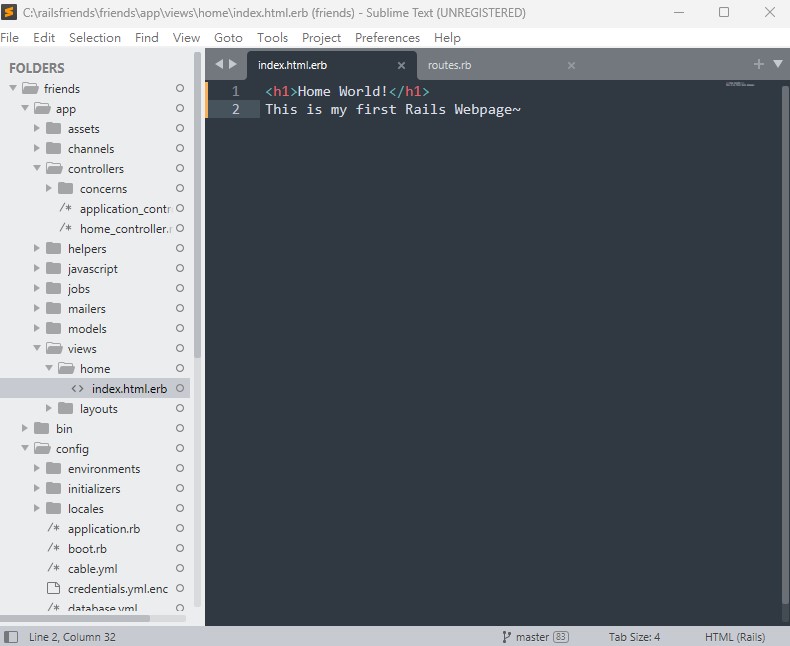 C:\railsfriends\friends\app\views\home\index.html.erb (friends) - Sublime Text (UNREGISTERED)
File Edit Selection Find View Goto Tools Project Preferences Help
FOLDERS
friends
app
assets
channels
controllers
concerns
/* application_contr
/* home_controller.r
helpers
javascript
jobs
mailers
models
views
home
<> index.html.erb
layouts
bin
config
environments
initializers
locales
/* application.rb
/* boot.rb
/* cable.yml
credentials.yml.enc
/* database.yml
index.html.erb routes.rb
1 <h1>Home World!</h1>
2 This is my first Rails Webpage~
Line 2, Column 32 master 83 Tab Size: 4 HTML (Rails)